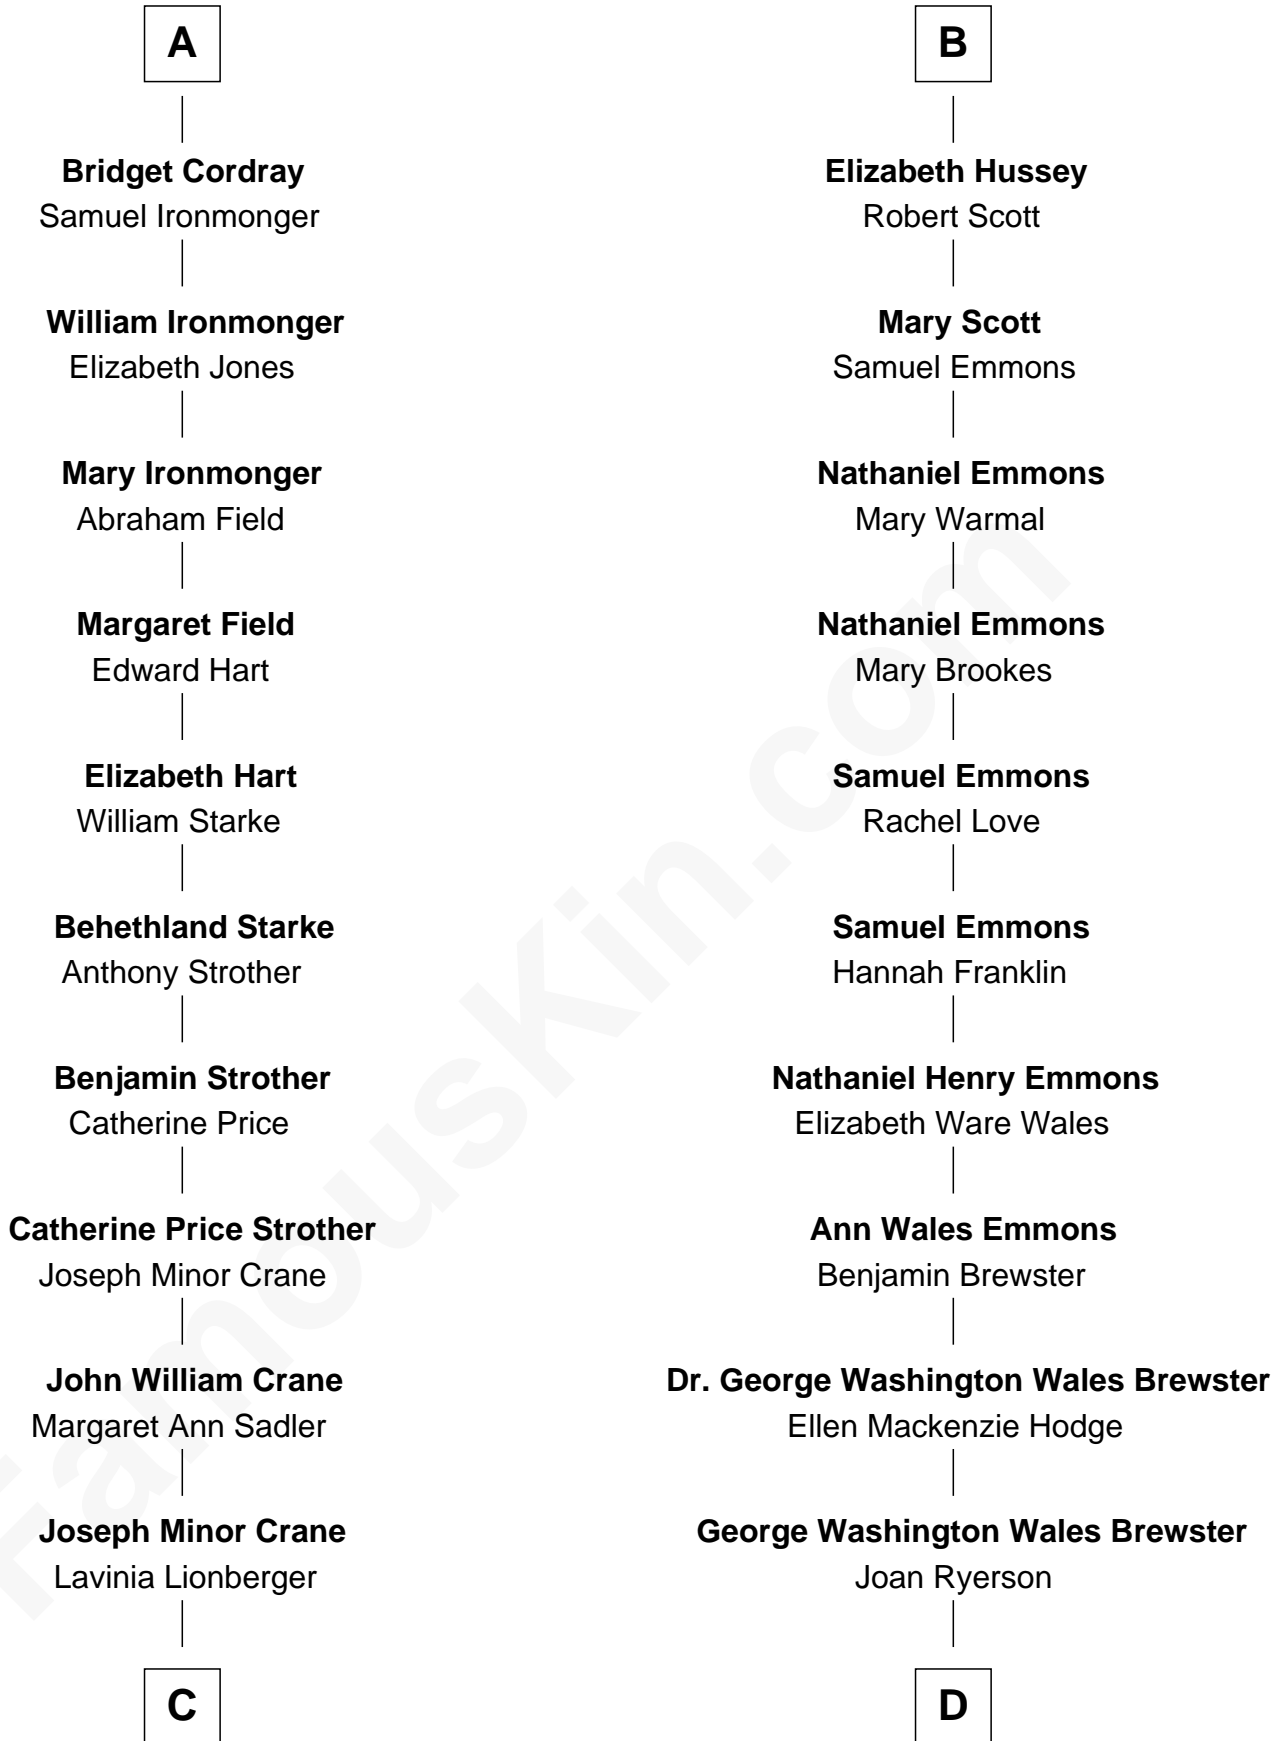 A
Bridget Cordray
Samuel Ironmonger
William Ironmonger
Elizabeth Jones
Mary Ironmonger
Abraham Field
Margaret Field
Edward Hart
Elizabeth Hart
William Starke
Behethland Starke
Anthony Strother
Benjamin Strother
Catherine Price
Catherine Price Strother
Joseph Minor Crane
John William Crane
Margaret Ann Sadler
Joseph Minor Crane
Lavinia Lionberger
C
B
Elizabeth Hussey
Robert Scott
Mary Scott
Samuel Emmons
Nathaniel Emmons
Mary Warmal
Nathaniel Emmons
Mary Brookes
Samuel Emmons
Rachel Love
Samuel Emmons
Hannah Franklin
Nathaniel Henry Emmons
Elizabeth Ware Wales
Ann Wales Emmons
Benjamin Brewster
Dr. George Washington Wales Brewster
Ellen Mackenzie Hodge
George Washington Wales Brewster
Joan Ryerson
D
FamousKin.com